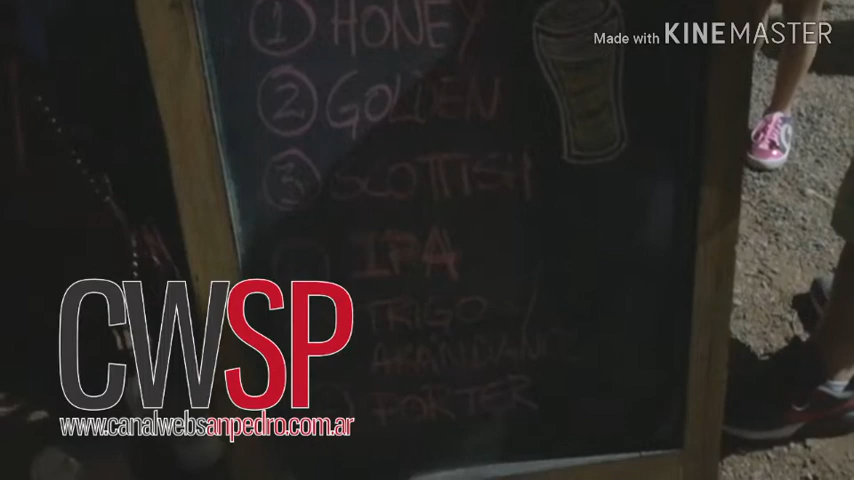 Made with KINEMASTER
1 HONEY
2 GOLDEN
3 SCOTTISH
IPA
TRIGO Y
PORTER
CWSP
www.canalwebsanpedro.com.ar